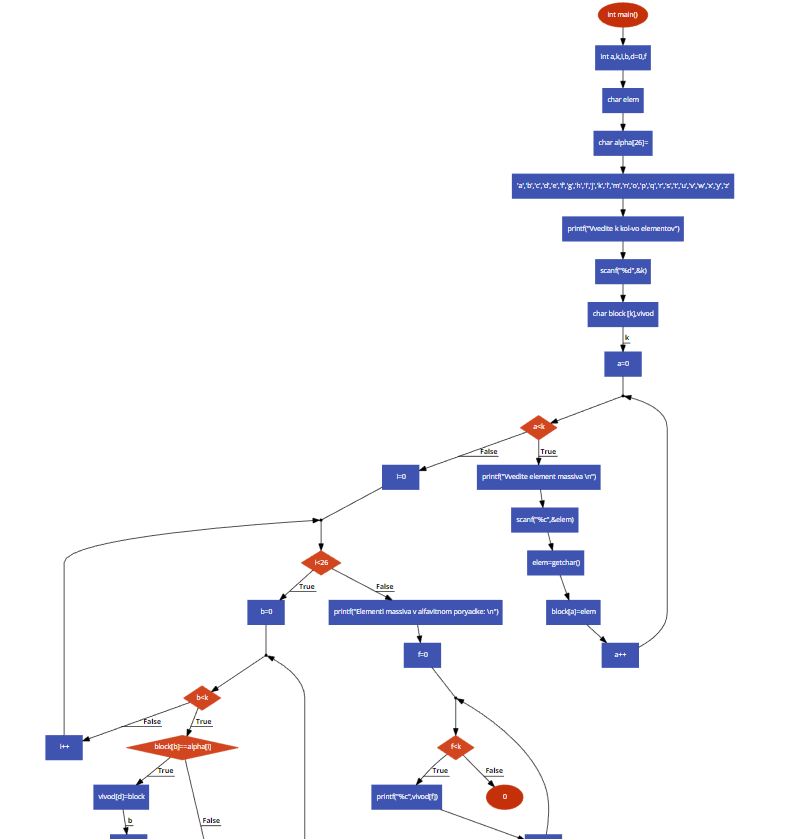 int main()
int a,k,i,b,d=0,f
char elem
char alpha[26]=
'a','b','c','d','e','f','g','h','i','j','k','l','m','n','o','p','q','r','s','t','u','v','w','x','y','z'
printf("Vvedite k kol-vo elementov")
scanf("%d",&k)
char block [k],vivod
k
a=0
a<k
False
True
i=0
printf("Vvedite element massiva \n")
scanf("%c",&elem)
i<26
elem=getchar()
True
False
b=0
printf("Elementi massiva v alfavitnom poryadke: \n")
block[a]=elem
f=0
a++
b<k
False
True
i++
block[b]==alpha[i]
f<k
True
True
False
vivod[d]=block
printf("%c",vivod[f])
0
b
False